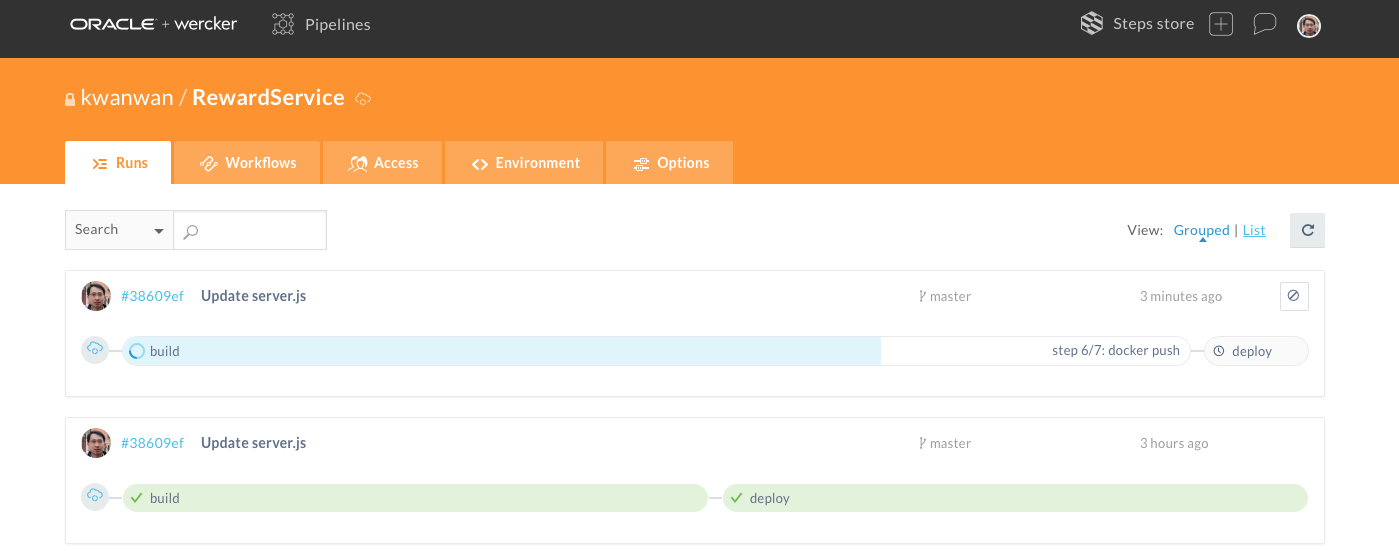 ORACLE + wercker Pipelines Steps store
kwanwan / RewardService
Runs Workflows Access Environment Options
Search View: Grouped | List
#38609ef Update server.js master 3 minutes ago
build step 6/7: docker push deploy
#38609ef Update server.js master 3 hours ago
build deploy